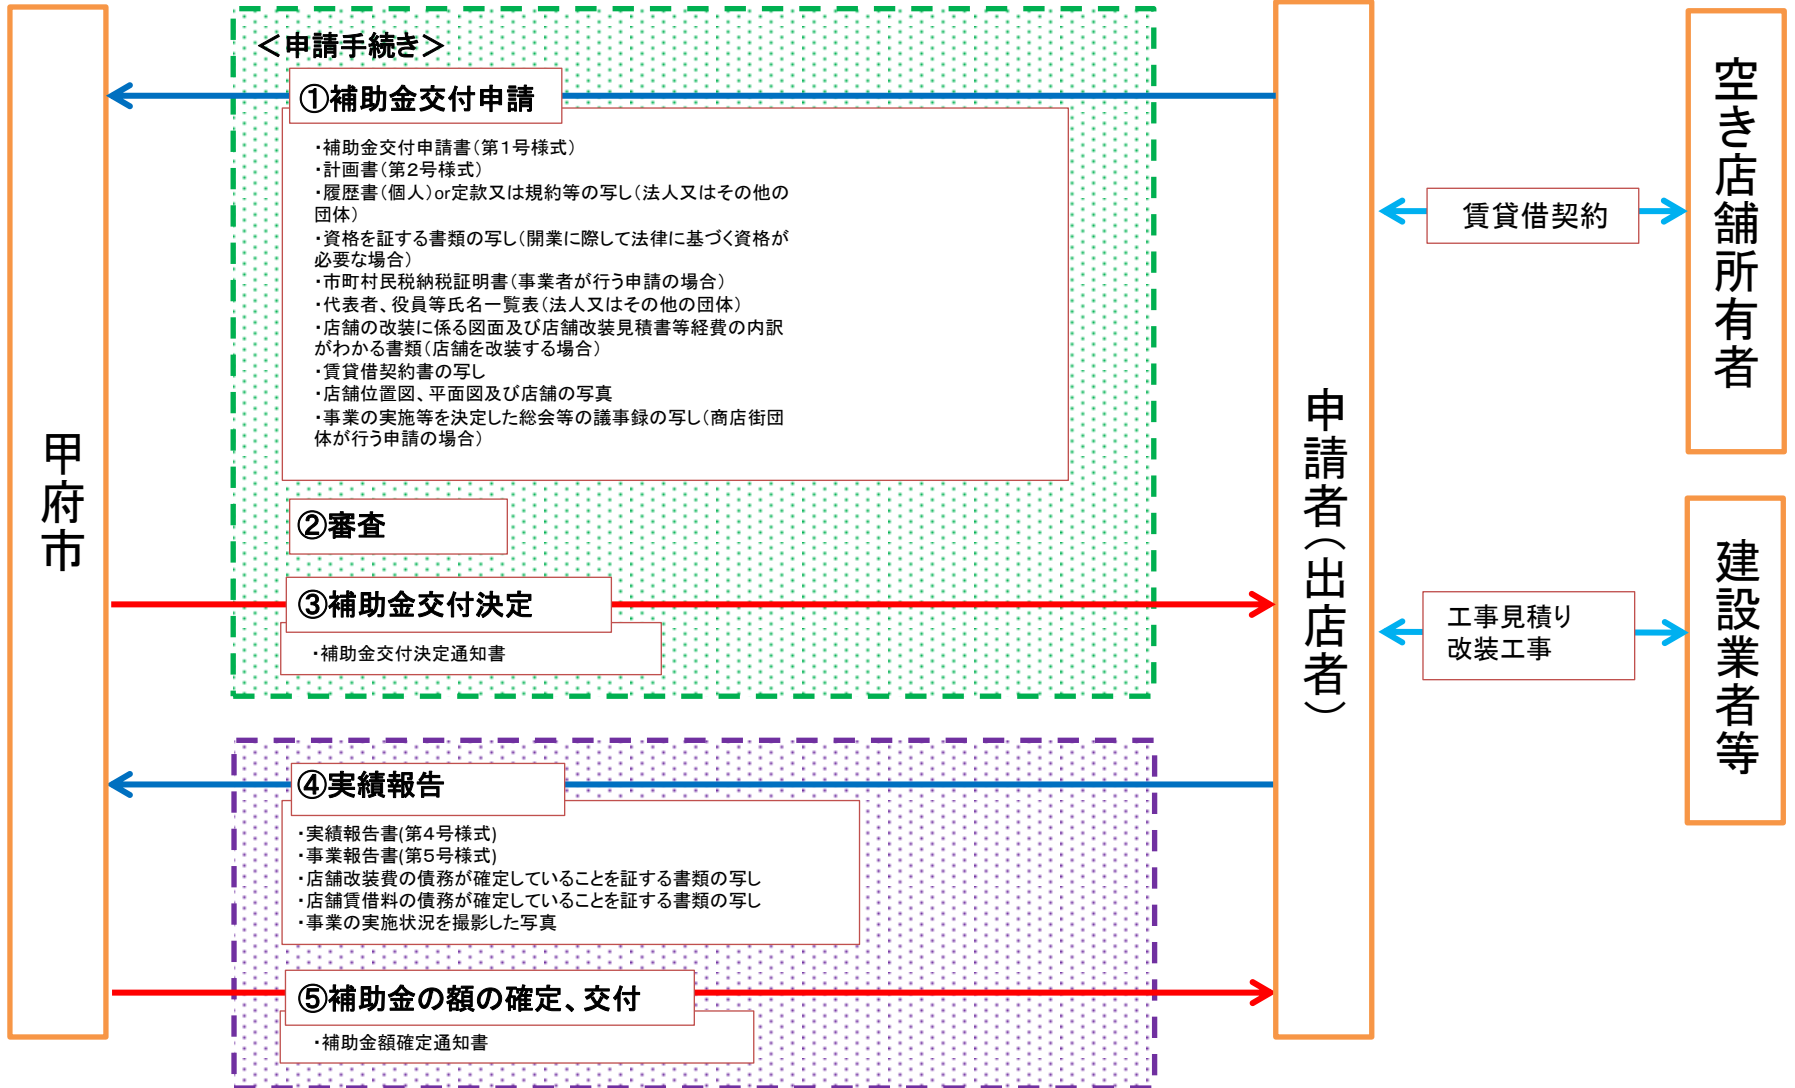 甲府市
＜申請手続き＞
①補助金交付申請
・補助金交付申請書（第１号様式）
・計画書（第２号様式）
・履歴書（個人）or定款又は規約等の写し（法人又はその他の
団体）
・資格を証する書類の写し（開業に際して法律に基づく資格が
必要な場合）
・市町村民税納税証明書（事業者が行う申請の場合）
・代表者、役員等氏名一覧表（法人又はその他の団体）
・店舗の改装に係る図面及び店舗改装見積書等経費の内訳
がわかる書類（店舗を改装する場合）
・賃貸借契約書の写し
・店舗位置図、平面図及び店舗の写真
・事業の実施等を決定した総会等の議事録の写し（商店街団
体が行う申請の場合）
②審査
③補助金交付決定
・補助金交付決定通知書
④実績報告
・実績報告書(第４号様式)
・事業報告書(第５号様式)
・店舗改装費の債務が確定していることを証する書類の写し
・店舗賃借料の債務が確定していることを証する書類の写し
・事業の実施状況を撮影した写真
⑤補助金の額の確定、交付
・補助金額確定通知書
申請者（出店者）
賃貸借契約
工事見積り
改装工事
空き店舗所有者
建設業者等